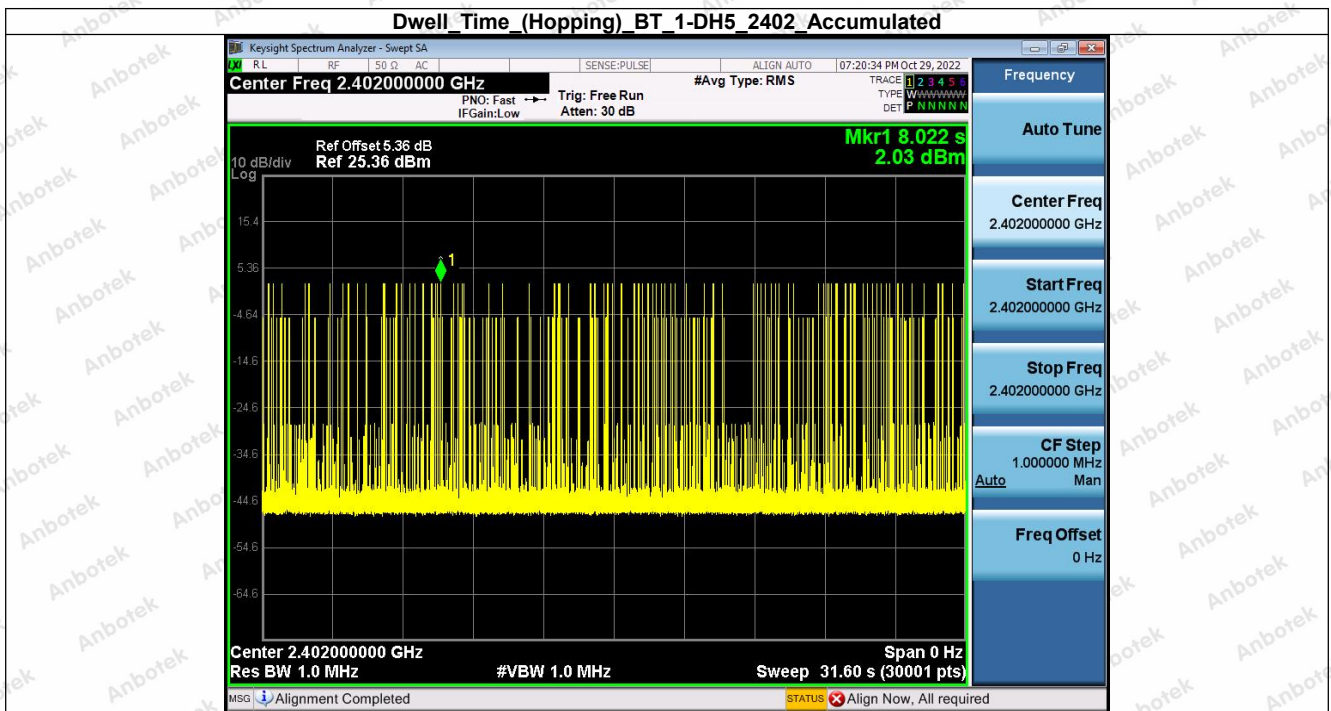 Dwell_Time_(Hopping)_BT_1-DH5_2402_Accumulated
Keysight Spectrum Analyzer - Swept SA
LXI RL RF 50 Ω AC SENSE:PULSE ALIGN AUTO 07:20:34 PM Oct 29, 2022
Center Freq 2.402000000 GHz
PNO: Fast
IFGain:Low
Trig: Free Run
Atten: 30 dB
#Avg Type: RMS
TRACE 1 2 3 4 5 6
TYPE WWWWWW
DET P N N N N N
Mkr1 8.022 s
2.03 dBm
Ref Offset 5.36 dB
10 dB/div Ref 25.36 dBm
Log
15.4
5.36
-4.64
-14.6
-24.6
-34.6
-44.6
-54.6
-64.6
1
Center 2.402000000 GHz Span 0 Hz
Res BW 1.0 MHz #VBW 1.0 MHz Sweep 31.60 s (30001 pts)
MSG Alignment Completed STATUS Align Now, All required
Frequency
Auto Tune
Center Freq
2.402000000 GHz
Start Freq
2.402000000 GHz
Stop Freq
2.402000000 GHz
CF Step
1.000000 MHz
Auto Man
Freq Offset
0 Hz
Anbotek